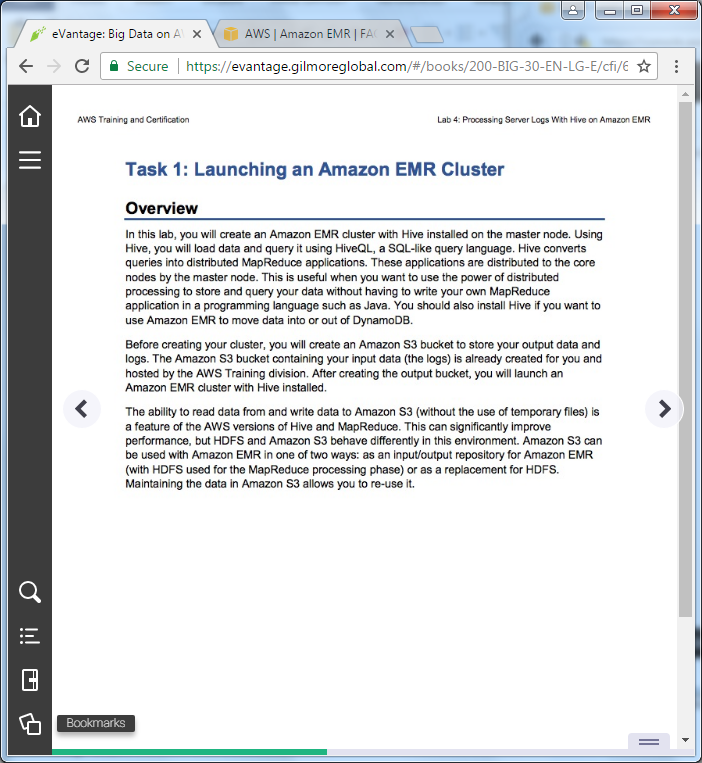 eVantage: Big Data on A
AWS | Amazon EMR | FA
Secure
https://evantage.gilmoreglobal.com/#/books/200-BIG-30-EN-LG-E/cfi/6
AWS Training and Certification
Lab 4: Processing Server Logs With Hive on Amazon EMR
Task 1: Launching an Amazon EMR Cluster
Overview
In this lab, you will create an Amazon EMR cluster with Hive installed on the master node. Using
Hive, you will load data and query it using HiveQL, a SQL-like query language. Hive converts
queries into distributed MapReduce applications. These applications are distributed to the core
nodes by the master node. This is useful when you want to use the power of distributed
processing to store and query your data without having to write your own MapReduce
application in a programming language such as Java. You should also install Hive if you want to
use Amazon EMR to move data into or out of DynamoDB.
Before creating your cluster, you will create an Amazon S3 bucket to store your output data and
logs. The Amazon S3 bucket containing your input data (the logs) is already created for you and
hosted by the AWS Training division. After creating the output bucket, you will launch an
Amazon EMR cluster with Hive installed.
The ability to read data from and write data to Amazon S3 (without the use of temporary files) is
a feature of the AWS versions of Hive and MapReduce. This can significantly improve
performance, but HDFS and Amazon S3 behave differently in this environment. Amazon S3 can
be used with Amazon EMR in one of two ways: as an input/output repository for Amazon EMR
(with HDFS used for the MapReduce processing phase) or as a replacement for HDFS.
Maintaining the data in Amazon S3 allows you to re-use it.
Bookmarks